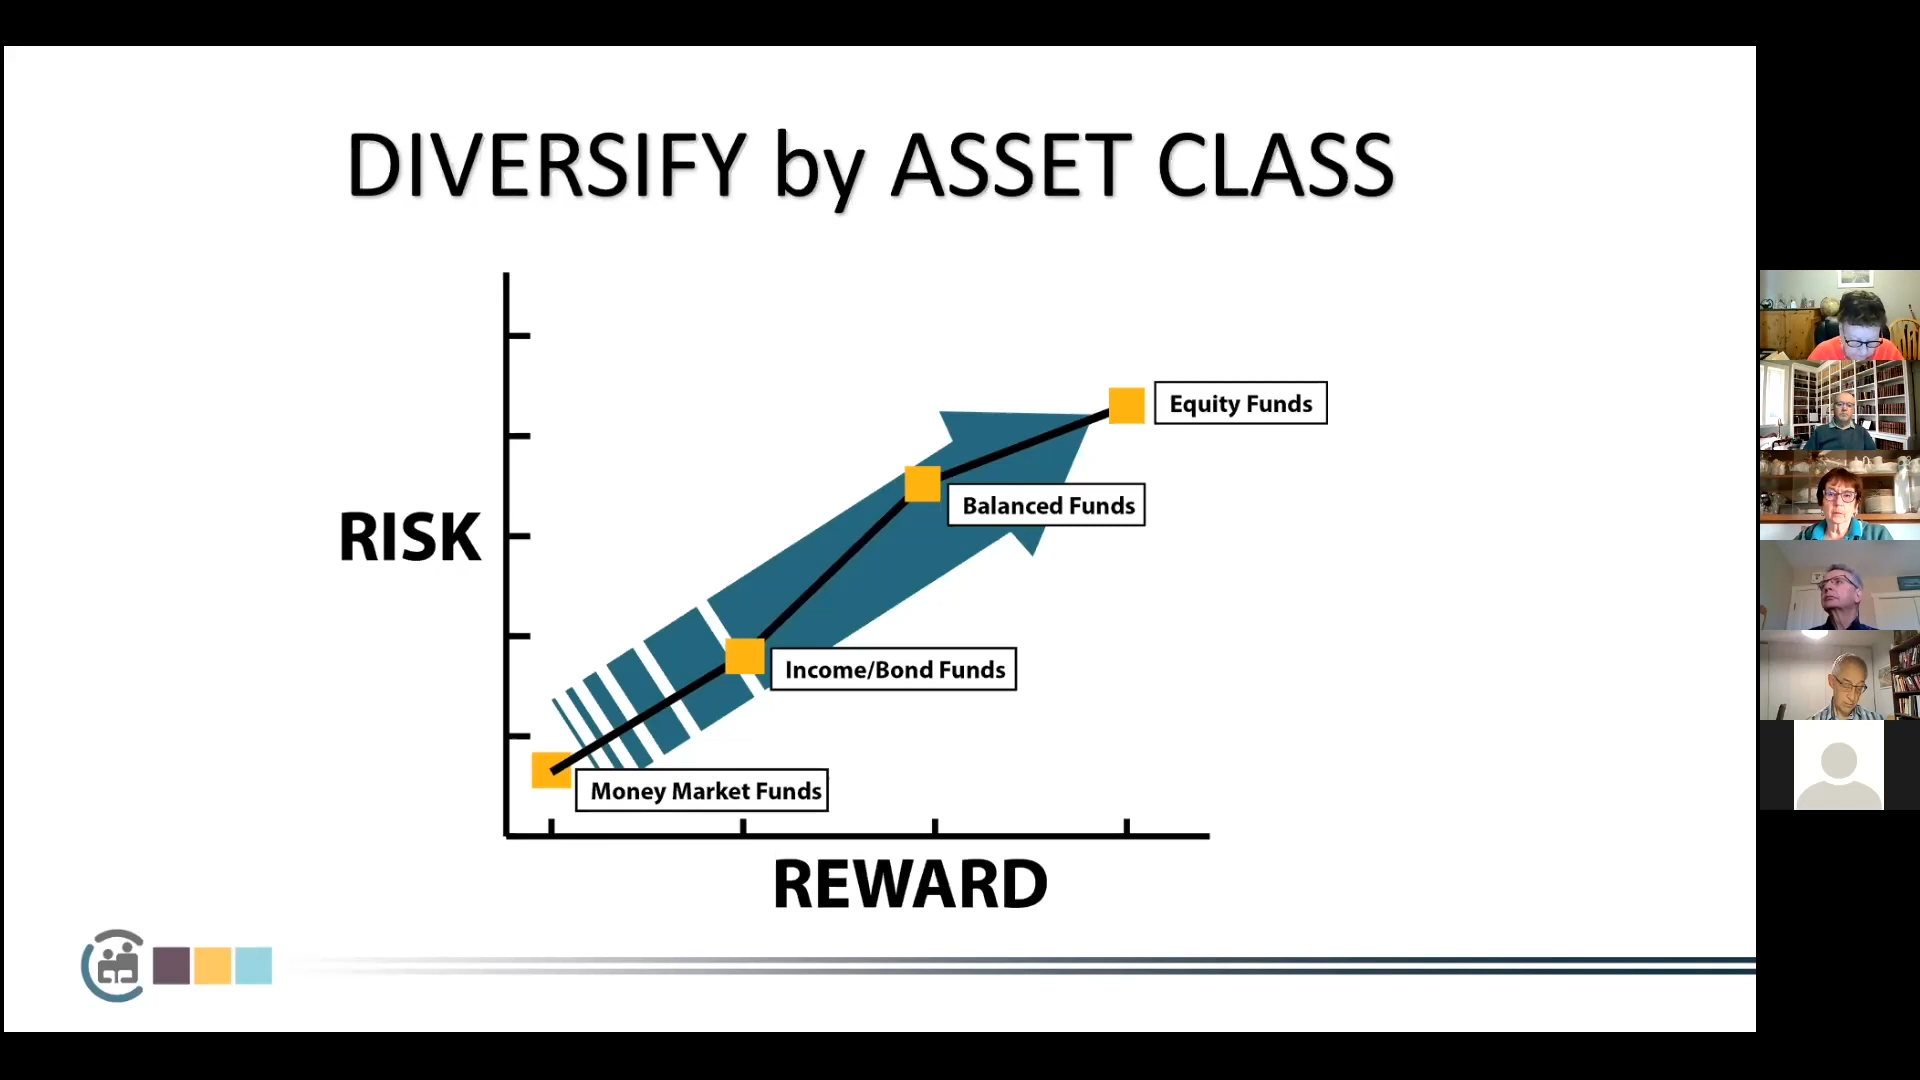 DIVERSIFY by ASSET CLASS
Equity Funds
Balanced Funds
RISK
Income/Bond Funds
Money Market Funds
REWARD